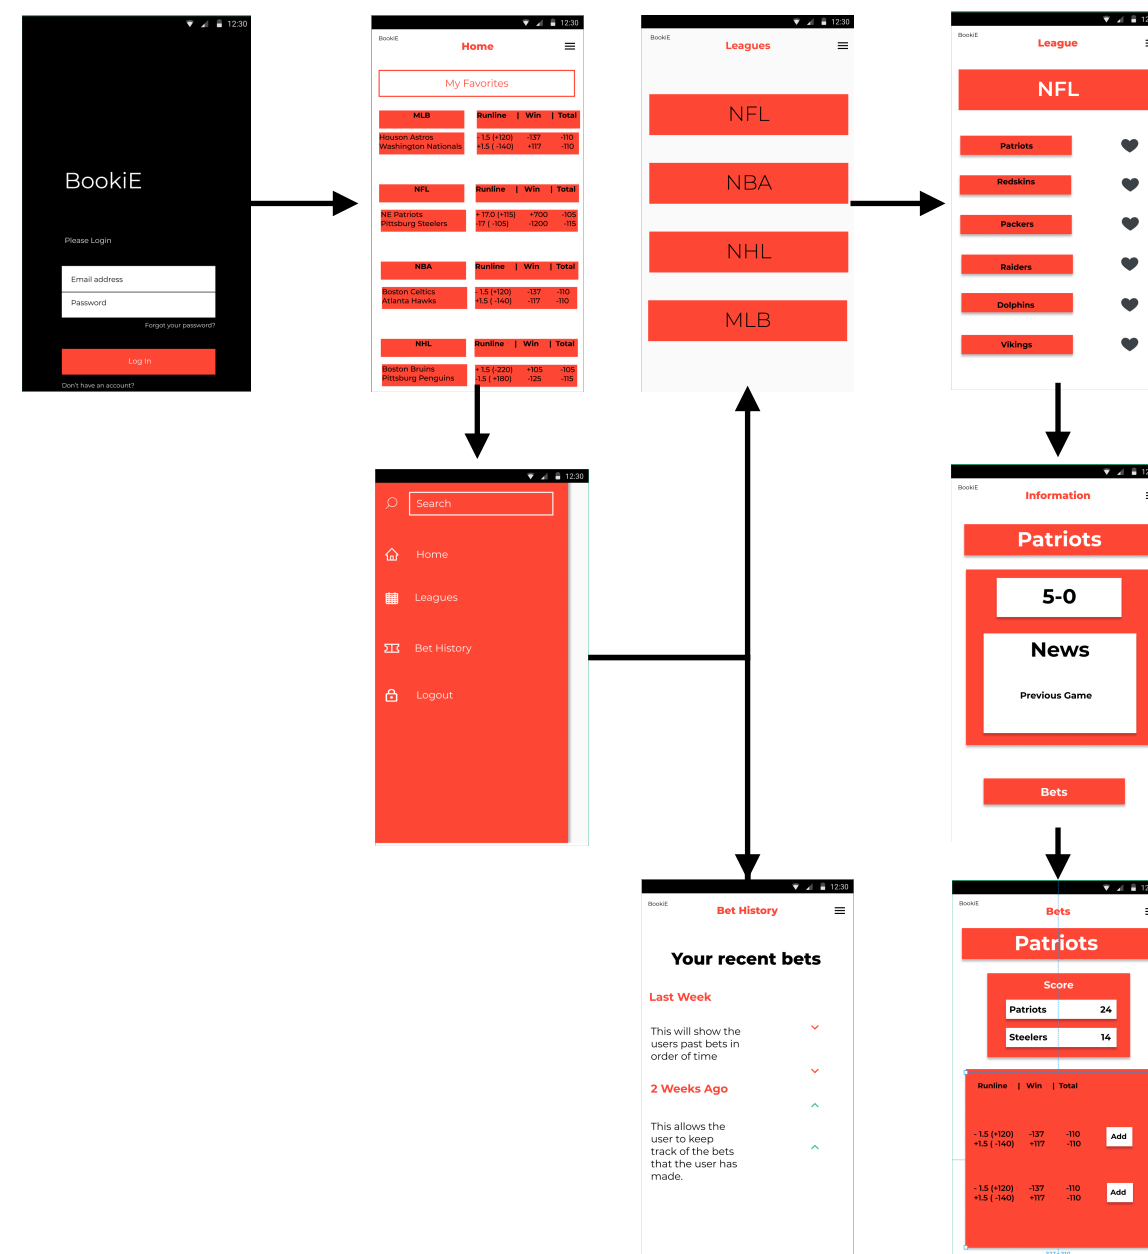 12:30
BookiE
Please Login
Email address
Password
Forgot your password?
Log In
Don't have an account?
12:30
BookiE
Home
My Favorites
MLB Runline | Win | Total
Houson Astros - 1.5 (+120) -137 -110
Washington Nationals +1.5 ( -140) +117 -110
NFL Runline | Win | Total
NE Patriots + 17.0 (+115) +700 -105
Pittsburg Steelers -17 ( -105) -1200 -115
NBA Runline | Win | Total
Boston Celtics - 1.5 (+120) -137 -110
Atlanta Hawks +1.5 ( -140) -117 -110
NHL Runline | Win | Total
Boston Bruins + 1.5 (-220) +105 -105
Pittsburg Penguins -1.5 ( +180) -125 -115
12:30
BookiE
Leagues
NFL
NBA
NHL
MLB
12
BookiE
League
NFL
Patriots
Redskins
Packers
Raiders
Dolphins
Vikings
12:30
Search
Home
Leagues
Bet History
Logout
12
BookiE
Information
Patriots
5-0
News
Previous Game
Bets
12:30
BookiE
Bet History
Your recent bets
Last Week
This will show the
users past bets in
order of time
2 Weeks Ago
This allows the
user to keep
track of the bets
that the user has
made.
12
BookiE
Bets
Patriots
Score
Patriots 24
Steelers 14
Runline | Win | Total
- 1.5 (+120) -137 -110
+1.5 ( -140) +117 -110
Add
- 1.5 (+120) -137 -110
+1.5 ( -140) +117 -110
Add